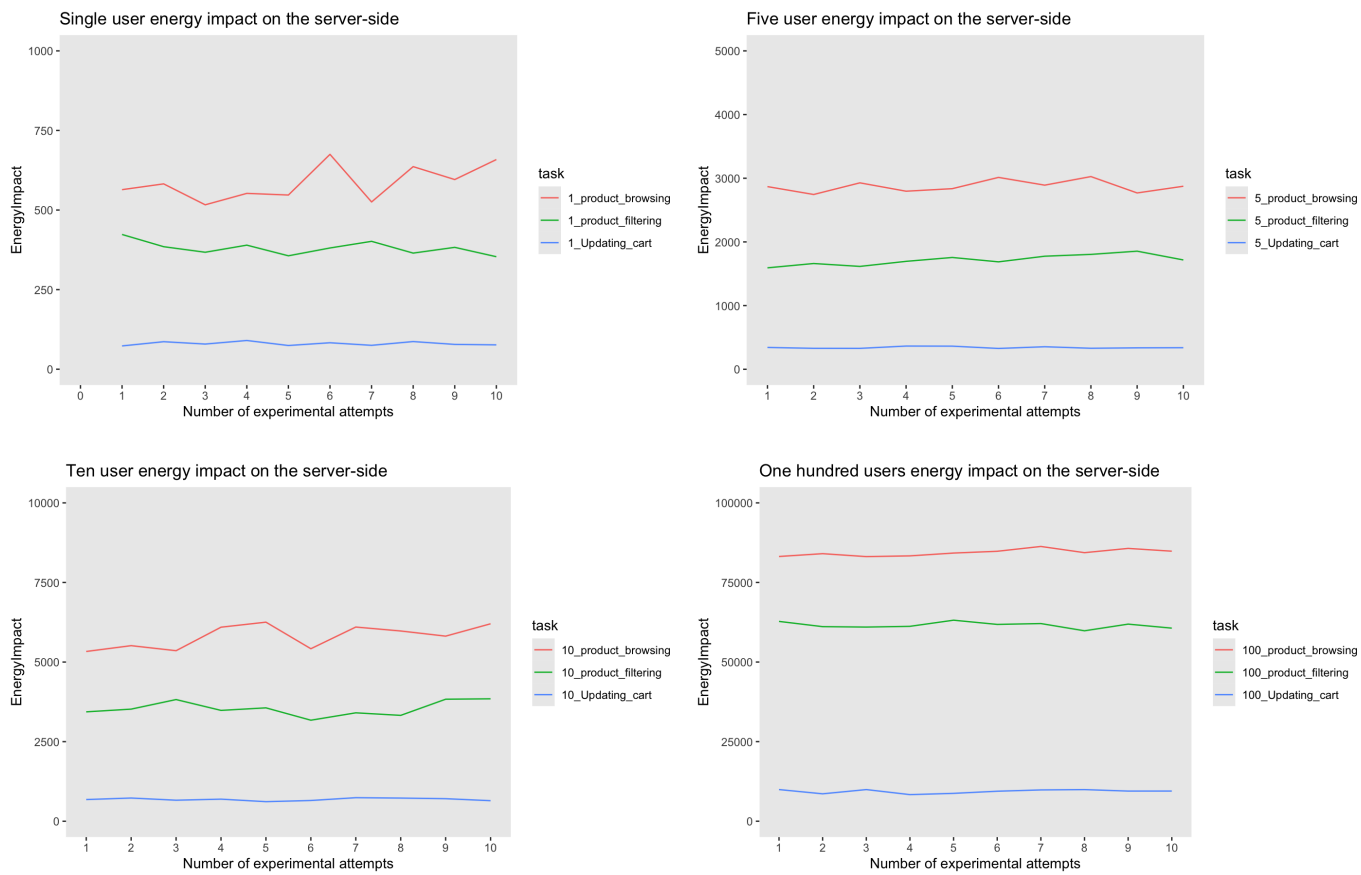 Single user energy impact on the server-side
EnergyImpact
1000
750
500
250
0
0 1 2 3 4 5 6 7 8 9 10
Number of experimental attempts
task
1_product_browsing
1_product_filtering
1_Updating_cart
Five user energy impact on the server-side
EnergyImpact
5000
4000
3000
2000
1000
0
1 2 3 4 5 6 7 8 9 10
Number of experimental attempts
task
5_product_browsing
5_product_filtering
5_Updating_cart
Ten user energy impact on the server-side
EnergyImpact
10000
7500
5000
2500
0
1 2 3 4 5 6 7 8 9 10
Number of experimental attempts
task
10_product_browsing
10_product_filtering
10_Updating_cart
One hundred users energy impact on the server-side
EnergyImpact
100000
75000
50000
25000
0
1 2 3 4 5 6 7 8 9 10
Number of experimental attempts
task
100_product_browsing
100_product_filtering
100_Updating_cart